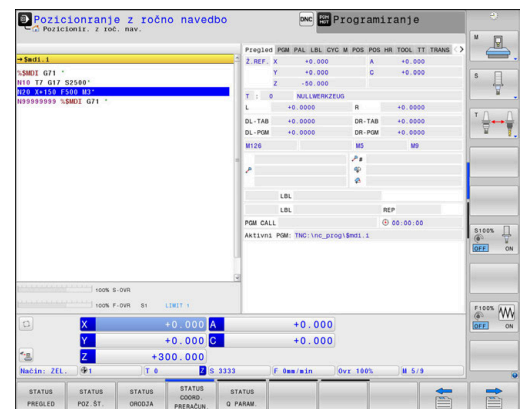 Pozicionranje z ročno navedbo
Pozicionir. z roč. nav.
DNC
Programiranje
→$mdi.i
%$MDI G71 *
N10 T7 G17 S2500*
N20 X+150 F500 M3*
N99999999 %$MDI G71 *
Pregled PGM PAL LBL CYC M POS POS HR TOOL TT TRANS
Ž.REF. X +0.000 A +0.000
Y +0.000 C +0.000
Z -50.000
T : 0 NULLWERKZEUG
L +0.0000 R +0.0000
DL-TAB +0.0000 DR-TAB +0.0000
DL-PGM +0.0000 DR-PGM +0.0000
M126 M5 M9
LBL
LBL REP
PGM CALL 00:00:00
Aktivni PGM: TNC:\nc_prog\$mdi.i
100% S-OVR
100% F-OVR S1 LIMIT 1
X +0.000 A +0.000
Y +0.000 C +0.000
Z +300.000
Način: ŽEL. 1 T 0 Z S 3333 F 0mm/min Ovr 100% M 5/9
STATUS PREGLED
STATUS POZ.ŠT.
STATUS ORODJA
STATUS COORD. PRERAČUN.
STATUS Q PARAM.
M
S
T
S100%
OFF ON
F100%
OFF ON